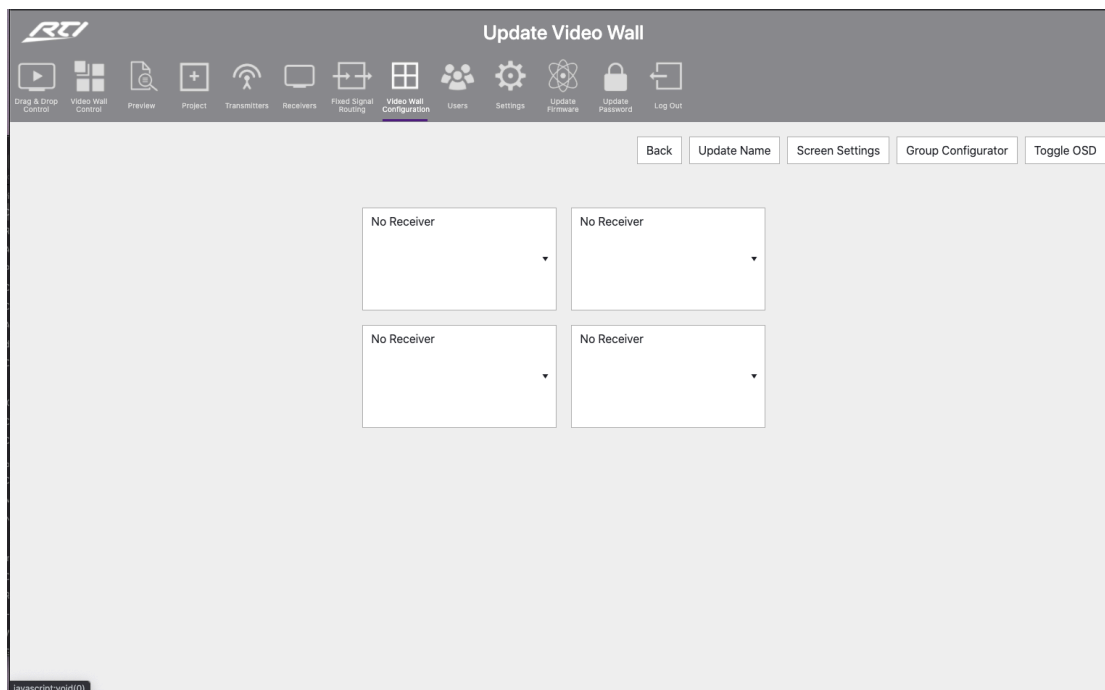 RTI
Update Video Wall
Drag & Drop
Control
Video Wall
Control
Preview
Project
Transmitters
Receivers
Fixed Signal
Routing
Video Wall
Configuration
Users
Settings
Update
Firmware
Update
Password
Log Out
Back
Update Name
Screen Settings
Group Configurator
Toggle OSD
No Receiver
No Receiver
No Receiver
No Receiver
javascript:void(0)